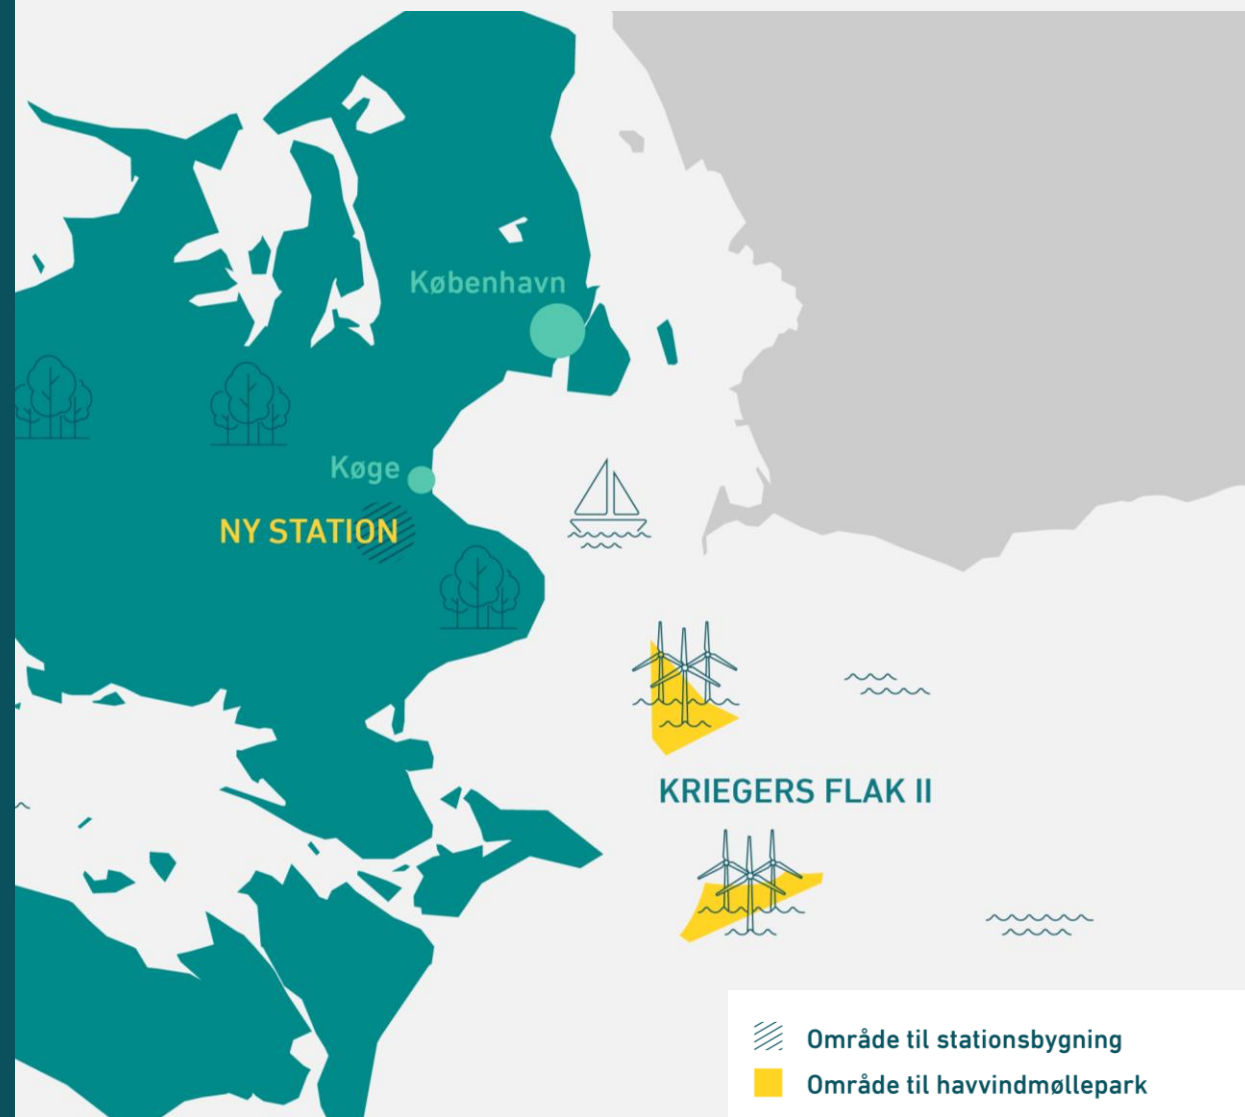 København
Køge
NY STATION
KRIEGERS FLAK II
Område til stationsbygning
Område til havvindmøllepark